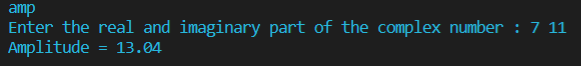 amp
Enter the real and imaginary part of the complex number : 7 11
Amplitude = 13.04